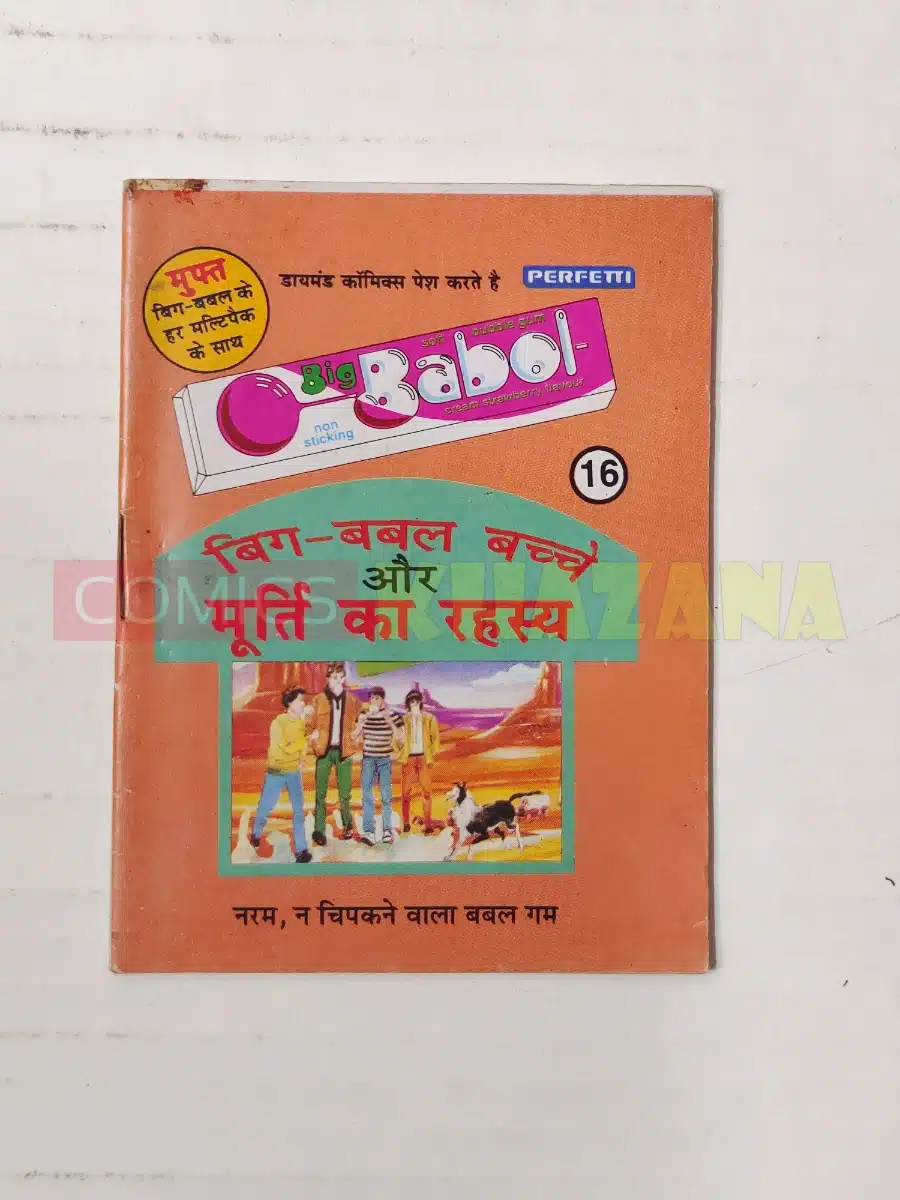 मुफ्त
बिग-बबल के
हर मल्टिपैक
के साथ
डायमंड कॉमिक्स पेश करते है
PERFETTI
soft bubble gum
Big Babol
cream strawberry flavour
non
sticking
16
बिग-बबल बच्चे
और
मूर्ति का रहस्य
COMICS KHAZANA
नरम, न चिपकने वाला बबल गम